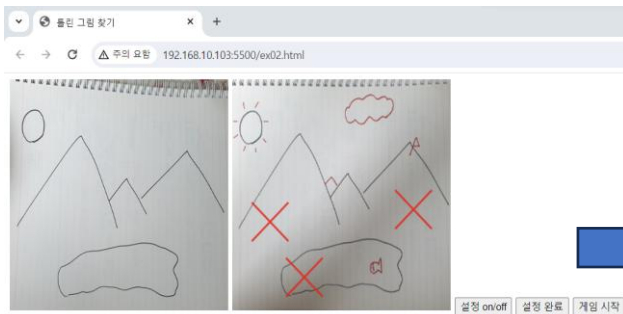 틀린 그림 찾기
주의 요함 192.168.10.103:5500/ex02.html
설정 on/off 설정 완료 게임 시작